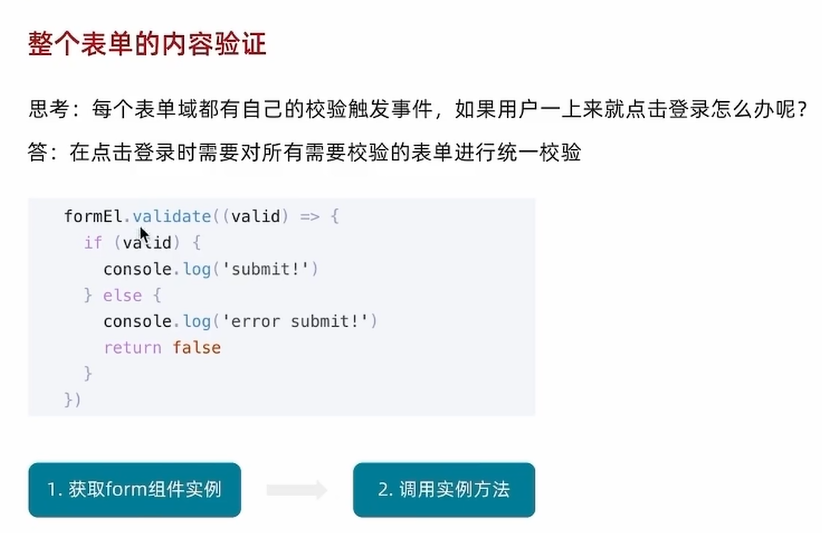 整个表单的内容验证
思考：每个表单域都有自己的校验触发事件，如果用户一上来就点击登录怎么办呢？
答：在点击登录时需要对所有需要校验的表单进行统一校验
formEl.validate((valid) => {
  if (valid) {
    console.log('submit!')
  } else {
    console.log('error submit!')
    return false
  }
})
1. 获取form组件实例
2. 调用实例方法